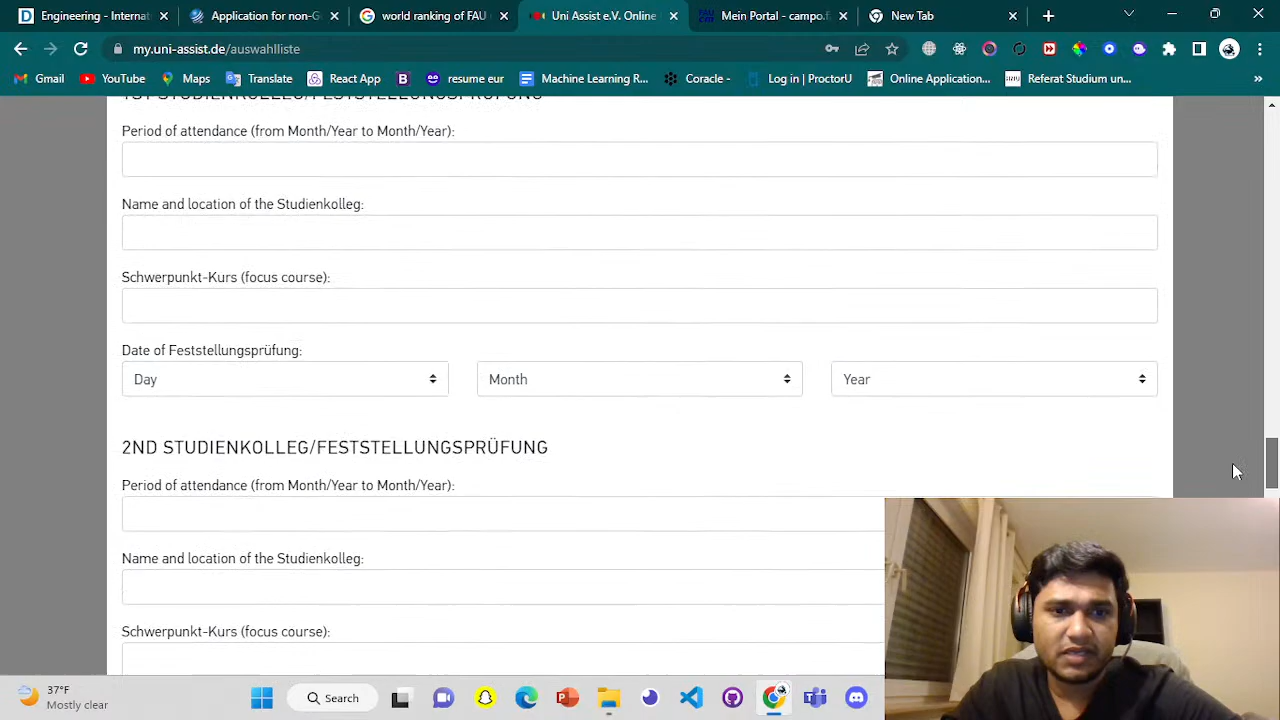 Engineering - Internat
Application for non-G
world ranking of FAU
Uni Assist e.V. Online
Mein Portal - campo.f
New Tab
my.uni-assist.de/auswahlliste
Gmail
YouTube
Maps
Translate
React App
resume eur
Machine Learning R...
Coracle -
Log in | ProctorU
Online Application...
Referat Studium un...
1ST STUDIENKOLLEG/FESTSTELLUNGSPRÜFUNG
Period of attendance (from Month/Year to Month/Year):
Name and location of the Studienkolleg:
Schwerpunkt-Kurs (focus course):
Date of Feststellungsprüfung:
Day
Month
Year
2ND STUDIENKOLLEG/FESTSTELLUNGSPRÜFUNG
Period of attendance (from Month/Year to Month/Year):
Name and location of the Studienkolleg:
Schwerpunkt-Kurs (focus course):
37°F
Mostly clear
Search